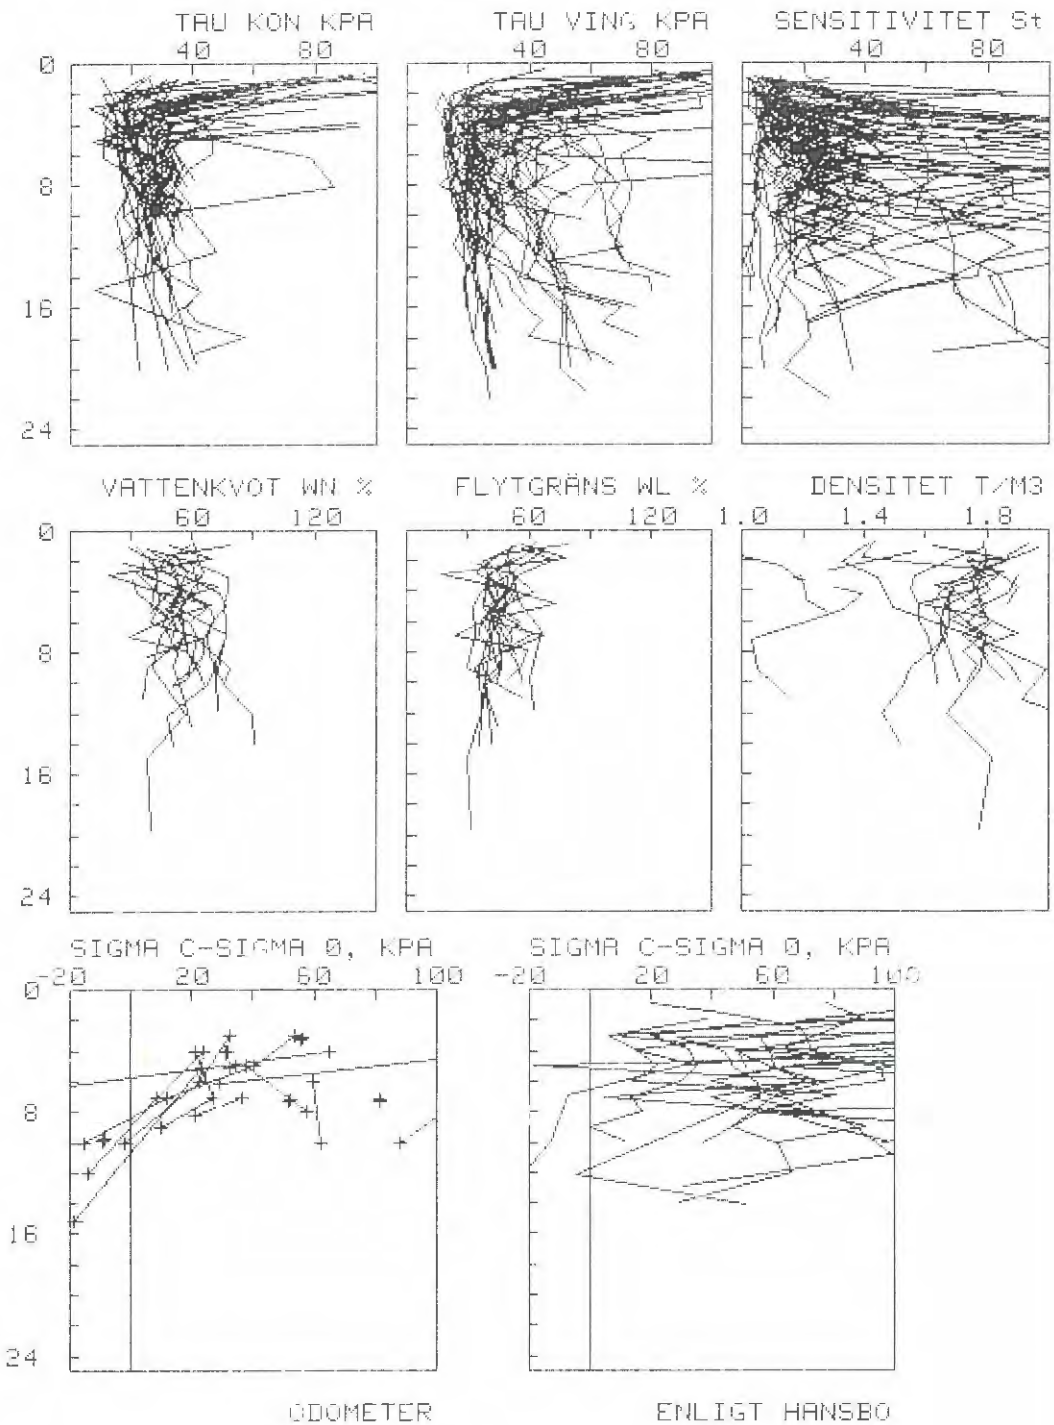 TAU KON KPA TAU VING KPA SENSITIVITET St
40 80 40 80 40 80
0
8
16
24
VATTENKVOT WN % FLYTGRÄNS WL % DENSITET T/M3
60 120 60 120 1.0 1.4 1.8
0
8
16
24
SIGMA C-SIGMA 0, KPA SIGMA C-SIGMA 0, KPA
-20 20 60 100 -20 20 60 100
0
8
16
24
ODOMETER ENLIGT HANSBO